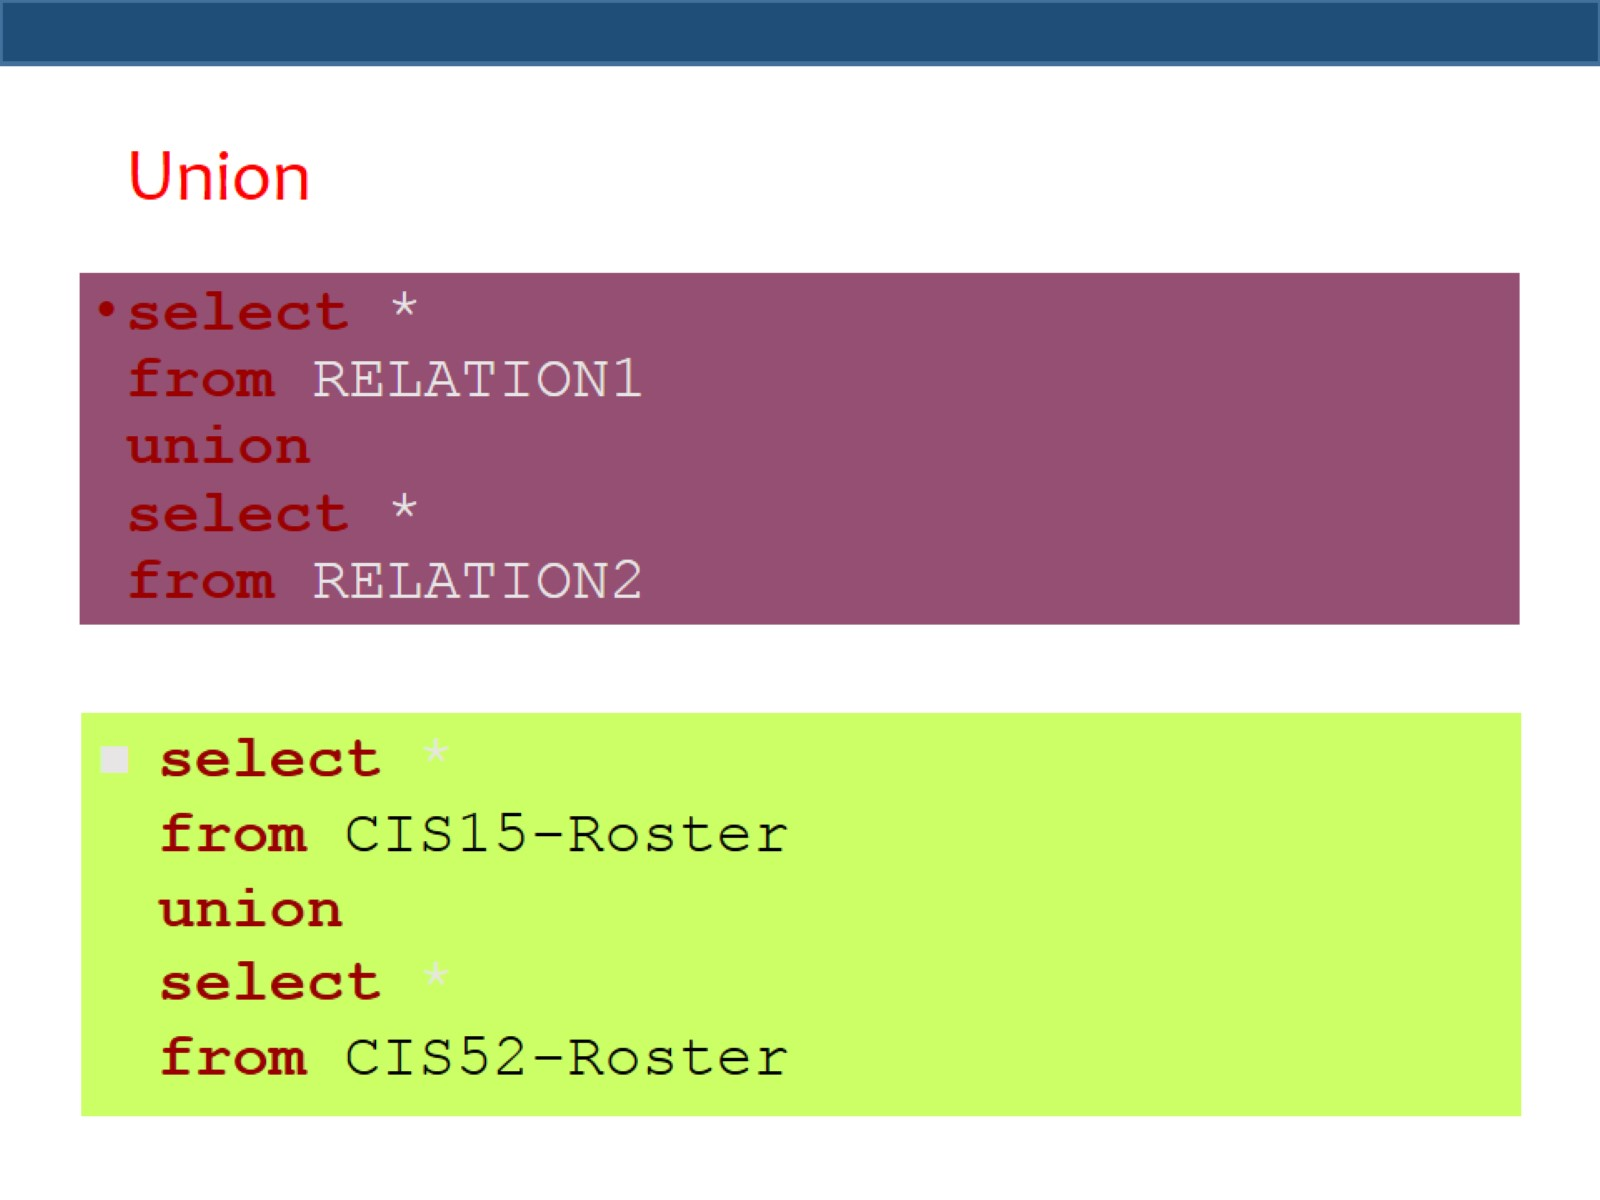 Union
•select *
from RELATION1
union
select *
from RELATION2
■ select *
from CIS15-Roster
union
select *
from CIS52-Roster